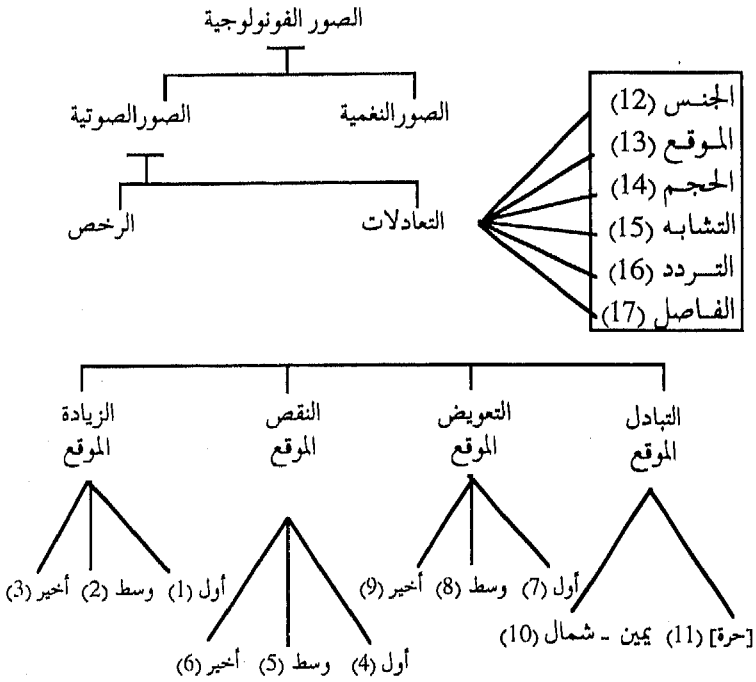 الصور الفونولوجية
الصور النغمية
الصور الصوتية
الجنس (12)
الموقع (13)
الحجم (14)
التشابه (15)
التردد (16)
الفاصل (17)
التعادلات
الرخص
التبادل
الموقع
التعويض
الموقع
النقص
الموقع
الزيادة
الموقع
[حرة] (11) يمين - شمال (10)
أول (7) وسط (8) أخير (9)
أول (4) وسط (5) أخير (6)
أول (1) وسط (2) أخير (3)